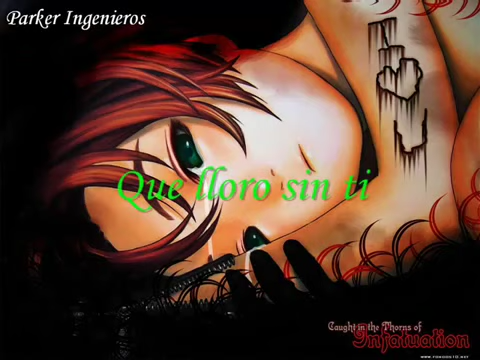 Parker Ingenieros
I
U
Que lloro sin ti
Caught in the Thorns of
Infatuation